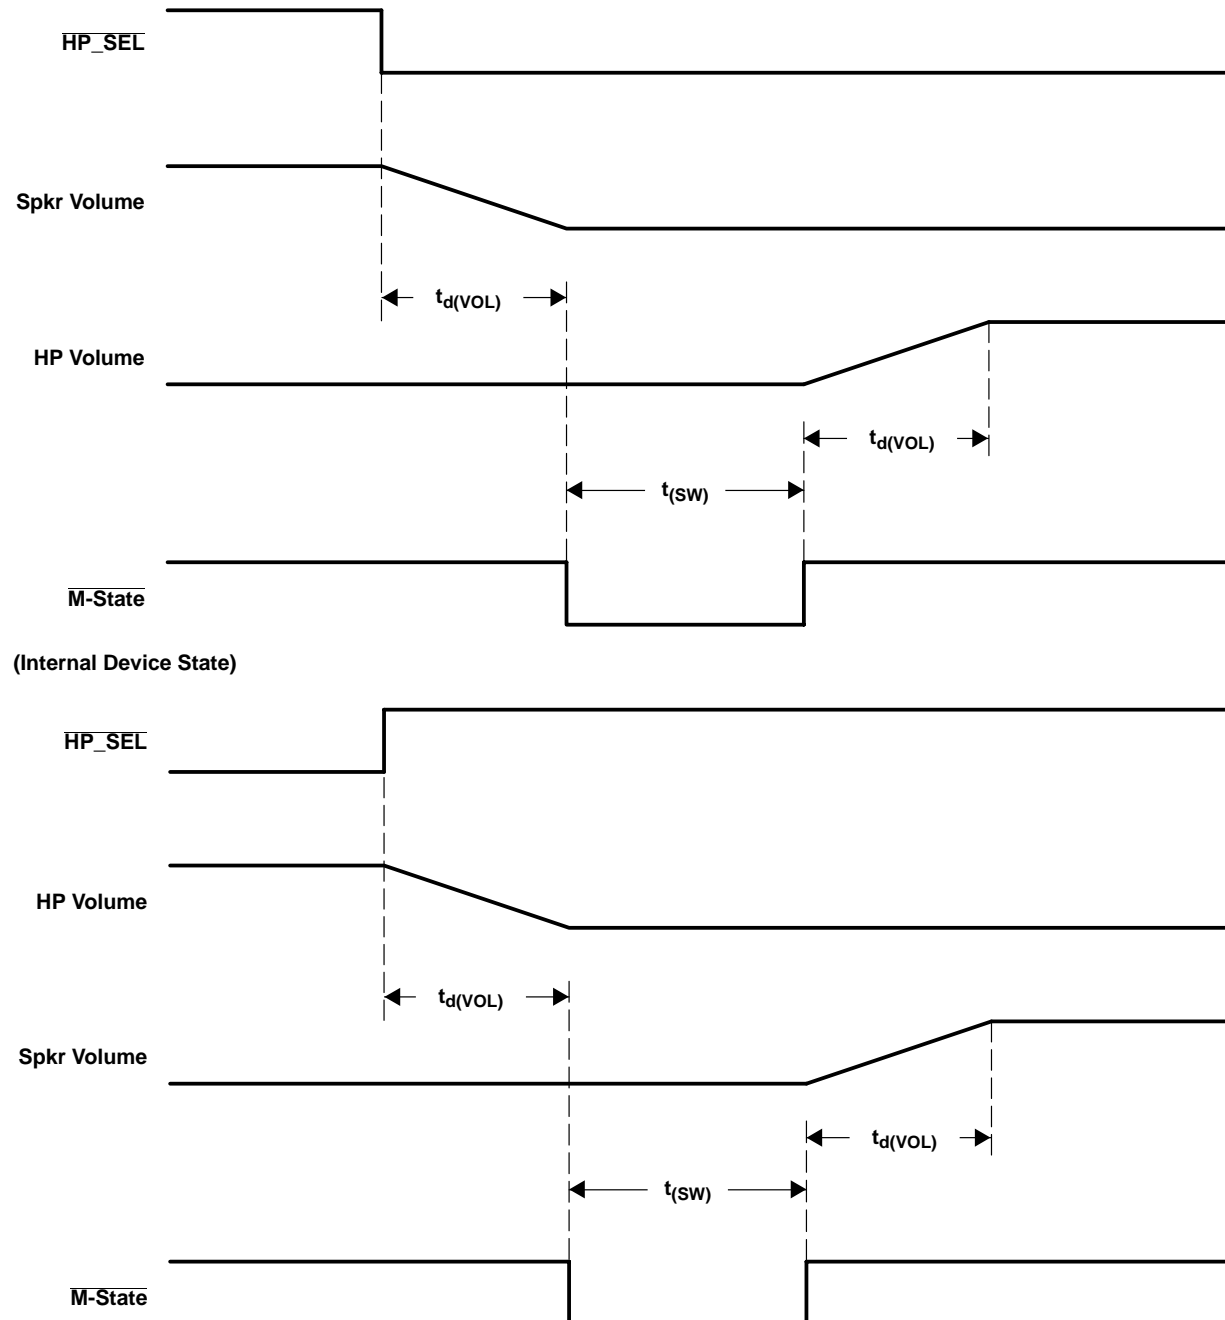 HP_SEL
Spkr Volume
td(VOL)
HP Volume
td(VOL)
t(SW)
M-State
(Internal Device State)
HP_SEL
HP Volume
td(VOL)
Spkr Volume
td(VOL)
t(SW)
M-State